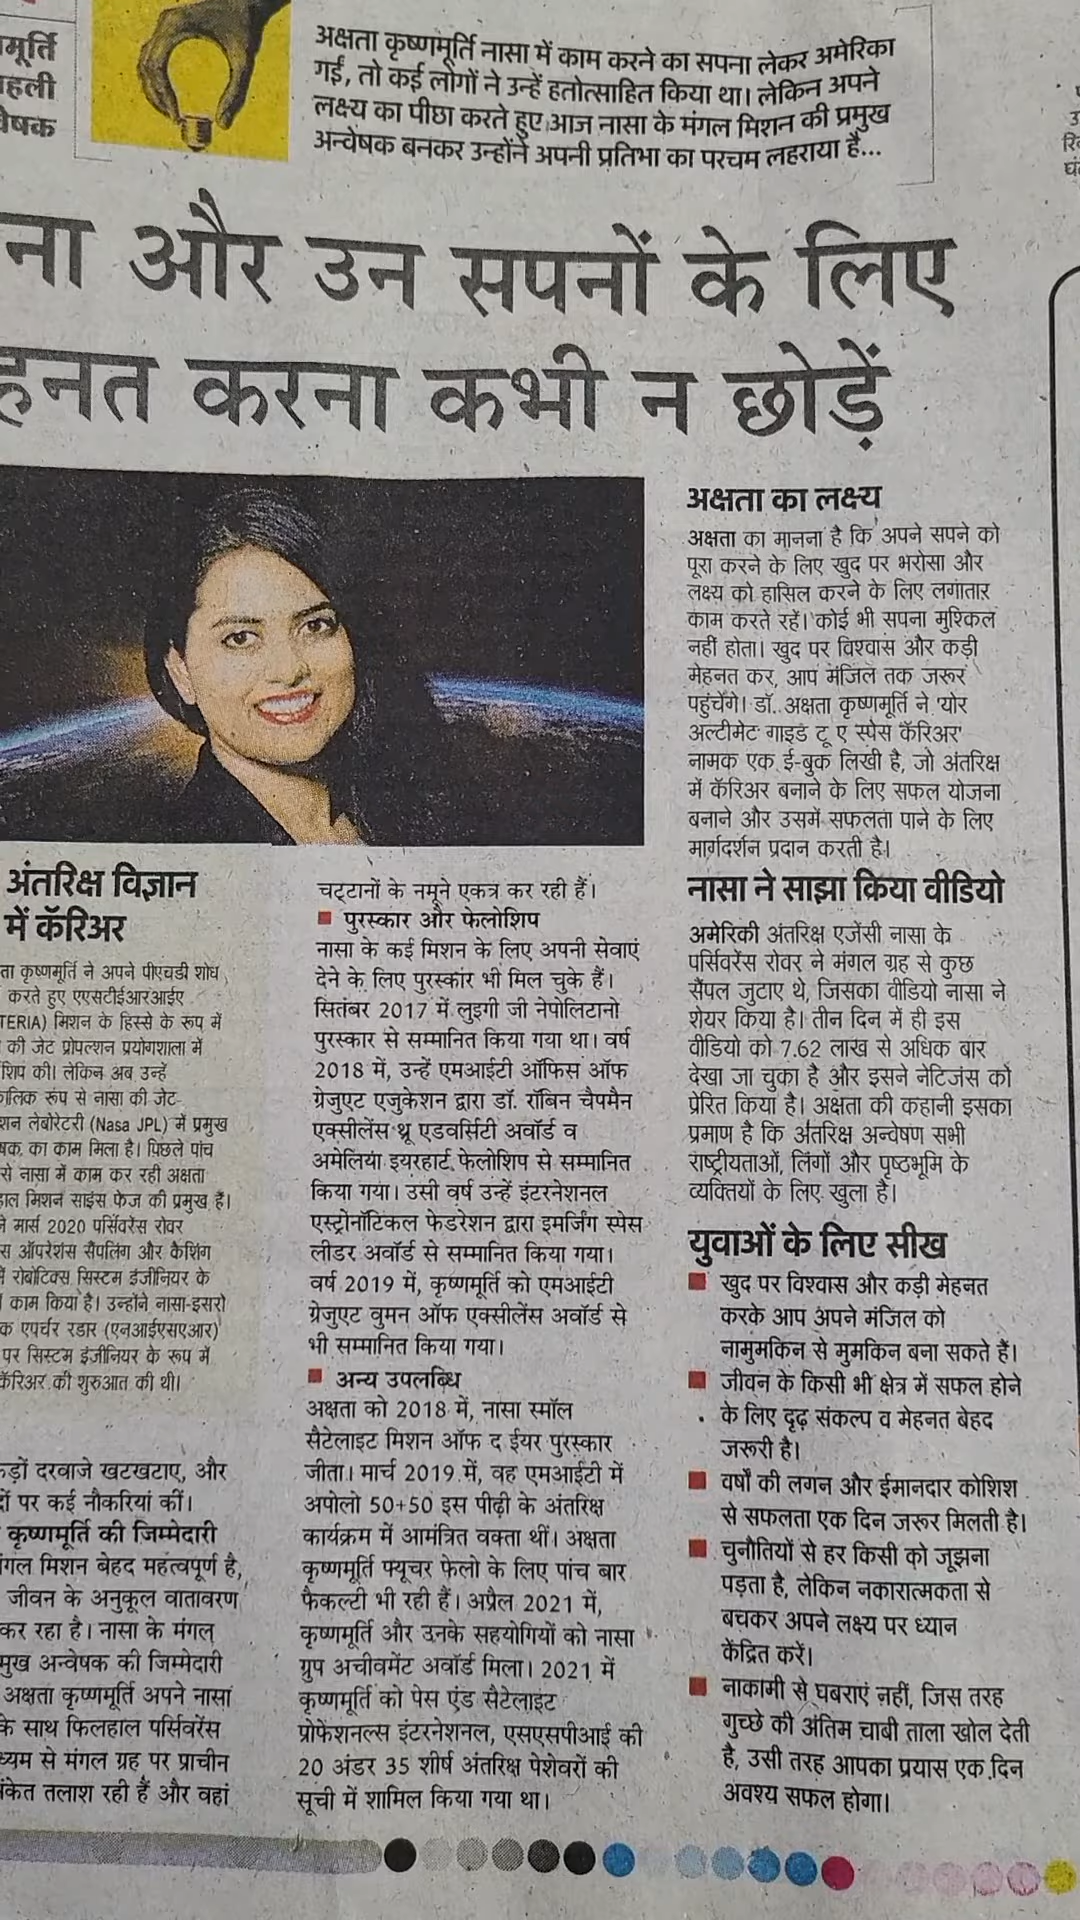 मूर्ति
हली
वेषक
अक्षता कृष्णमूर्ति नासा में काम करने का सपना लेकर अमेरिका
गईं, तो कई लोगों ने उन्हें हतोत्साहित किया था। लेकिन अपने
लक्ष्य का पीछा करते हुए आज नासा के मंगल मिशन की प्रमुख
अन्वेषक बनकर उन्होंने अपनी प्रतिभा का परचम लहराया है...
ना और उन सपनों के लिए
हनत करना कभी न छोड़ें
अंतरिक्ष विज्ञान
में कॅरिअर
ता कृष्णमूर्ति ने अपने पीएचडी शोध
करते हुए एएसटीईआरआईए
TERIA) मिशन के हिस्से के रूप में
की जेट प्रोपल्शन प्रयोगशाला में
शिप की। लेकिन अब उन्हें
कालिक रूप से नासा की जेट
शन लेबोरेटरी (Nasa JPL) में प्रमुख
षक का काम मिला है। पिछले पांच
से नासा में काम कर रही अक्षता
हाल मिशन साइंस फेज की प्रमुख हैं।
ने मार्च 2020 पर्सिवरेंस रोवर
स ऑपरेशंस सैंपलिंग और कैशिंग
में रोबोटिक्स सिस्टम इंजीनियर के
काम किया है। उन्होंने नासा-इसरो
क एपर्चर रडार (एनआईएसएआर)
पर सिस्टम इंजीनियर के रूप में
कॅरिअर की शुरुआत की थी।
कड़ों दरवाजे खटखटाए, और
दों पर कई नौकरियां कीं।
कृष्णमूर्ति की जिम्मेदारी
मंगल मिशन बेहद महत्वपूर्ण है,
जीवन के अनुकूल वातावरण
कर रहा है। नासा के मंगल
मुख अन्वेषक की जिम्मेदारी
अक्षता कृष्णमूर्ति अपने नासा
के साथ फिलहाल पर्सिवरेंस
ध्यम से मंगल ग्रह पर प्राचीन
संकेत तलाश रही हैं और वहां
चट्टानों के नमूने एकत्र कर रही हैं।
पुरस्कार और फेलोशिप
नासा के कई मिशन के लिए अपनी सेवाएं
देने के लिए पुरस्कार भी मिल चुके हैं।
सितंबर 2017 में लुइगी जी नेपोलिटानो
पुरस्कार से सम्मानित किया गया था। वर्ष
2018 में, उन्हें एमआईटी ऑफिस ऑफ
ग्रेजुएट एजुकेशन द्वारा डॉ. रॉबिन चैपमैन
एक्सीलेंस थ्रू एडवर्सिटी अवॉर्ड व
अमेलिया इयरहार्ट फेलोशिप से सम्मानित
किया गया। उसी वर्ष उन्हें इंटरनेशनल
एस्ट्रोनॉटिकल फेडरेशन द्वारा इमर्जिंग स्पेस
लीडर अवॉर्ड से सम्मानित किया गया।
वर्ष 2019 में, कृष्णमूर्ति को एमआईटी
ग्रेजुएट वुमन ऑफ एक्सीलेंस अवॉर्ड से
भी सम्मानित किया गया।
अन्य उपलब्धि
अक्षता को 2018 में, नासा स्मॉल
सैटेलाइट मिशन ऑफ द ईयर पुरस्कार
जीता। मार्च 2019 में, वह एमआईटी में
अपोलो 50+50 इस पीढ़ी के अंतरिक्ष
कार्यक्रम में आमंत्रित वक्ता थीं। अक्षता
कृष्णमूर्ति फ्यूचर फेलो के लिए पांच बार
फैकल्टी भी रही हैं। अप्रैल 2021 में,
कृष्णमूर्ति और उनके सहयोगियों को नासा
ग्रुप अचीवमेंट अवॉर्ड मिला। 2021 में
कृष्णमूर्ति को पेस एंड सैटेलाइट
प्रोफेशनल्स इंटरनेशनल, एसएसपीआई की
20 अंडर 35 शीर्ष अंतरिक्ष पेशेवरों की
सूची में शामिल किया गया था।
अक्षता का लक्ष्य
अक्षता का मानना है कि अपने सपने को
पूरा करने के लिए खुद पर भरोसा और
लक्ष्य को हासिल करने के लिए लगातार
काम करते रहें। कोई भी सपना मुश्किल
नहीं होता। खुद पर विश्वास और कड़ी
मेहनत कर, आप मंजिल तक जरूर
पहुंचेंगे। डॉ. अक्षता कृष्णमूर्ति ने 'योर
अल्टीमेट गाइड टू ए स्पेस कॅरिअर'
नामक एक ई-बुक लिखी है, जो अंतरिक्ष
में कॅरिअर बनाने के लिए सफल योजना
बनाने और उसमें सफलता पाने के लिए
मार्गदर्शन प्रदान करती है।
नासा ने साझा किया वीडियो
अमेरिकी अंतरिक्ष एजेंसी नासा के
पर्सिवरेंस रोवर ने मंगल ग्रह से कुछ
सैंपल जुटाए थे, जिसका वीडियो नासा ने
शेयर किया है। तीन दिन में ही इस
वीडियो को 7.62 लाख से अधिक बार
देखा जा चुका है और इसने नेटिजंस को
प्रेरित किया है। अक्षता की कहानी इसका
प्रमाण है कि अंतरिक्ष अन्वेषण सभी
राष्ट्रीयताओं, लिंगों और पृष्ठभूमि के
व्यक्तियों के लिए खुला है।
युवाओं के लिए सीख
खुद पर विश्वास और कड़ी मेहनत
करके आप अपने मंजिल को
नामुमकिन से मुमकिन बना सकते हैं।
जीवन के किसी भी क्षेत्र में सफल होने
के लिए दृढ़ संकल्प व मेहनत बेहद
जरूरी है।
वर्षों की लगन और ईमानदार कोशिश
से सफलता एक दिन जरूर मिलती है।
चुनौतियों से हर किसी को जूझना
पड़ता है, लेकिन नकारात्मकता से
बचकर अपने लक्ष्य पर ध्यान
केंद्रित करें।
नाकामी से घबराएं नहीं, जिस तरह
गुच्छे की अंतिम चाबी ताला खोल देती
है, उसी तरह आपका प्रयास एक दिन
अवश्य सफल होगा।